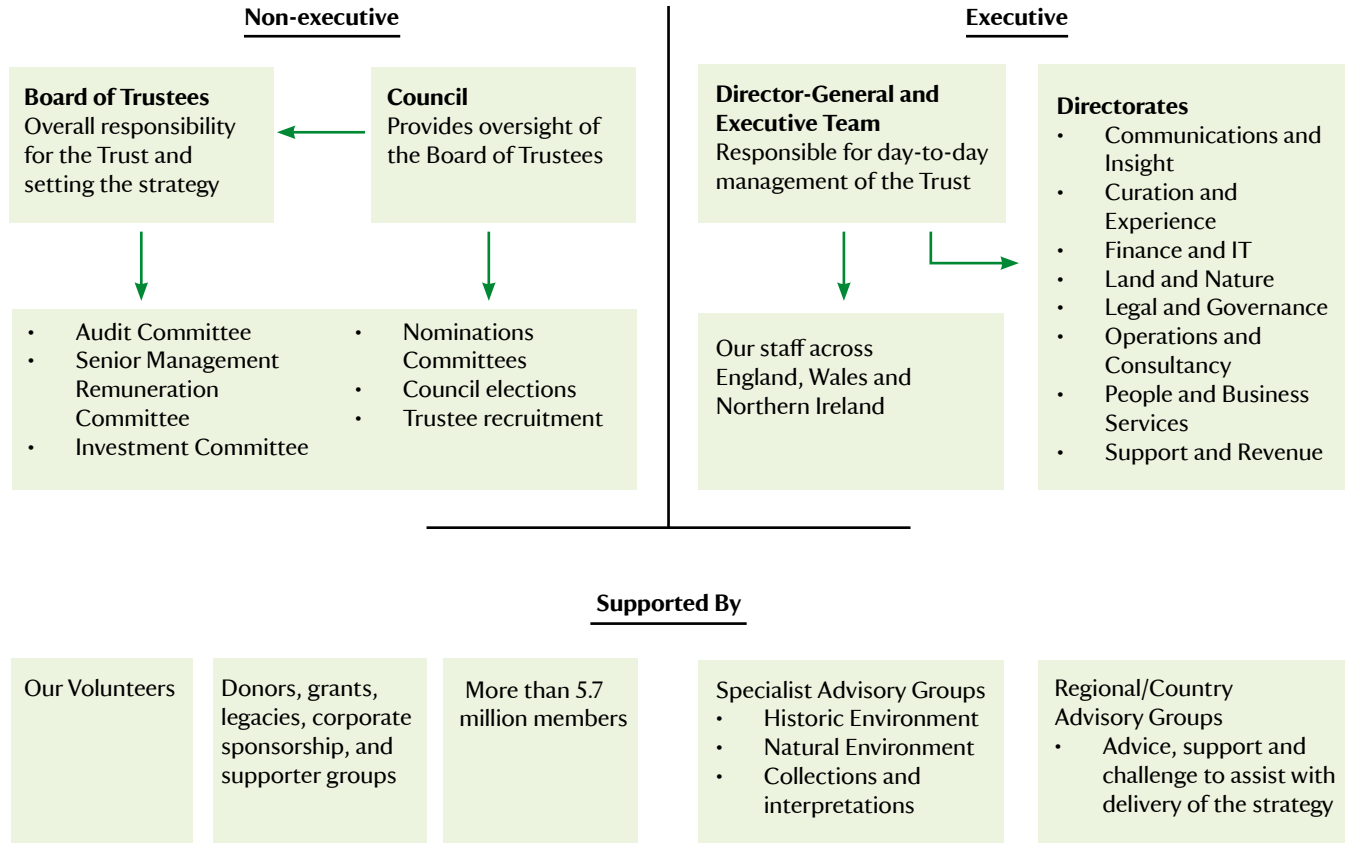 Non-executive
Executive
Board of Trustees
Overall responsibility
for the Trust and
setting the strategy
Council
Provides oversight of
the Board of Trustees
Director-General and
Executive Team
Responsible for day-to-day
management of the Trust
Directorates
• Communications and
Insight
• Curation and
Experience
• Finance and IT
• Land and Nature
• Legal and Governance
• Operations and
Consultancy
• People and Business
Services
• Support and Revenue
• Audit Committee
• Senior Management
Remuneration
Committee
• Investment Committee
• Nominations
Committees
• Council elections
• Trustee recruitment
Our staff across
England, Wales and
Northern Ireland
Supported By
Our Volunteers
Donors, grants,
legacies, corporate
sponsorship, and
supporter groups
More than 5.7
million members
Specialist Advisory Groups
• Historic Environment
• Natural Environment
• Collections and
interpretations
Regional/Country
Advisory Groups
• Advice, support and
challenge to assist with
delivery of the strategy